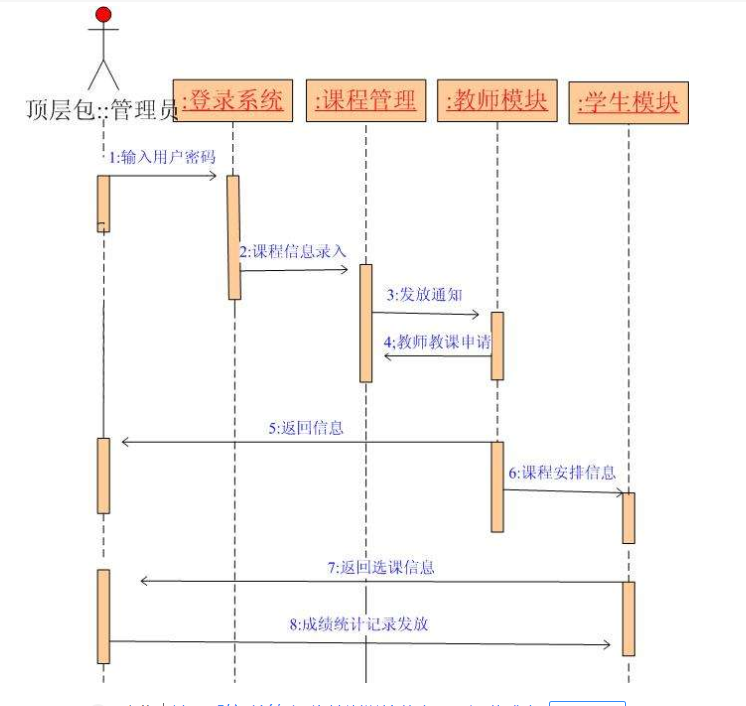 顶层包::管理员
:登录系统
:课程管理
:教师模块
:学生模块
1:输入用户密码
2:课程信息录入
3:发放通知
4;教师教课申请
5:返回信息
6:课程安排信息
7:返回选课信息
8:成绩统计记录发放